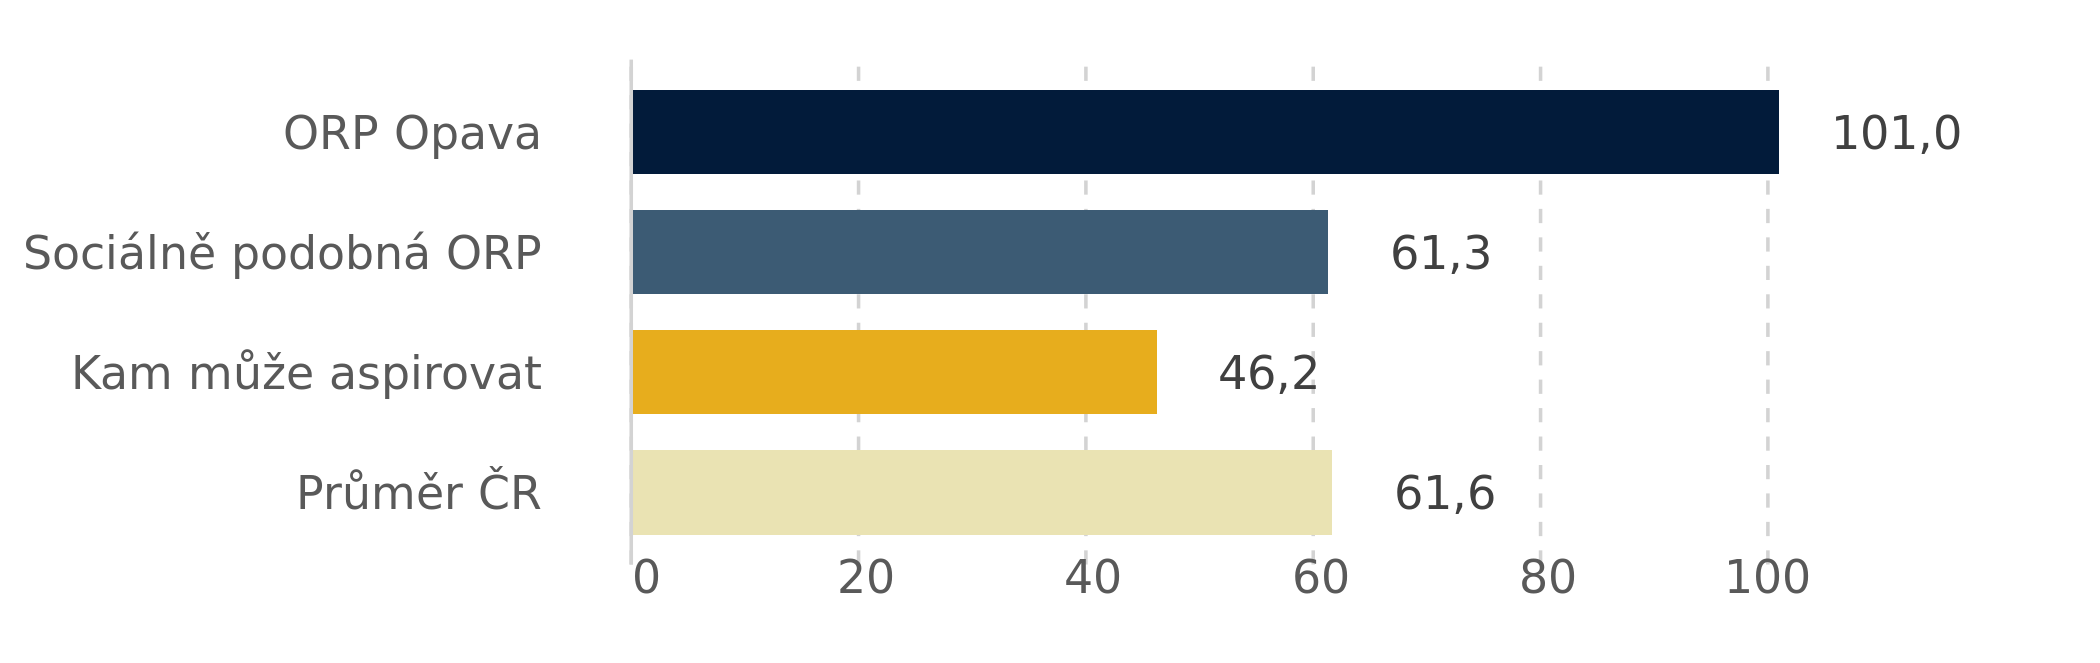 ORP Opava 101,0
Sociálně podobná ORP 61,3
Kam může aspirovat 46,2
Průměr ČR 61,6
0 20 40 60 80 100